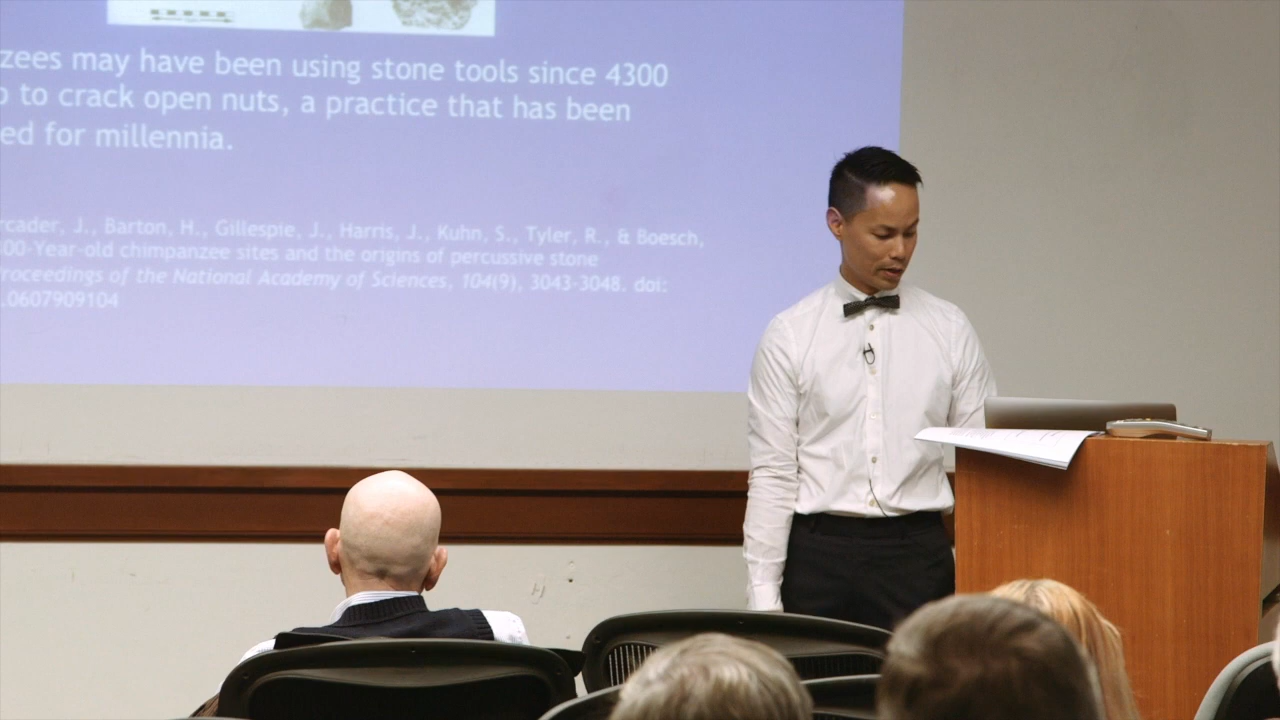 zees may have been using stone tools since 4300
to crack open nuts, a practice that has been
ed for millennia.
rcader, J., Barton, H., Gillespie, J., Harris, J., Kuhn, S., Tyler, R., & Boesch,
00-Year-old chimpanzee sites and the origins of percussive stone
Proceedings of the National Academy of Sciences, 104(9), 3043-3048. doi:
.0607909104